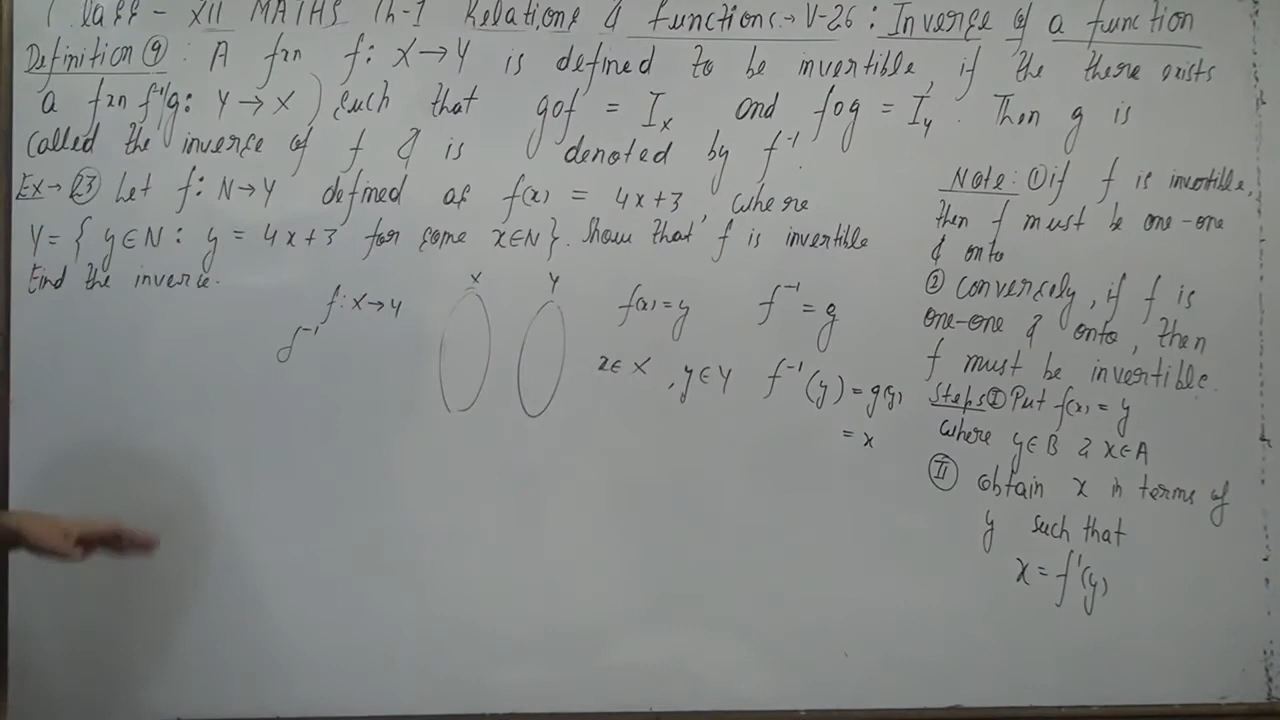 Class - XII MATHS Ch-1 Relations & functions → V-26 : Inverse of a function
Definition ⑨ : A fxn f : X → Y is defined to be invertible, if the there exists
a fxn f⁻¹/g : Y → X ) such that gof = Iₓ and fog = Iᵧ. Then g is
called the inverse of f & is denoted by f⁻¹.
Ex → 23 Let f : N → Y defined as f(x) = 4x+3, where
Y = { y ∈ N : y = 4x+3 for some x ∈ N }. Show that f is invertible
Find the inverse.
f : X → Y
f⁻¹
X Y
f(x) = y f⁻¹ = g
x ∈ X , y ∈ Y f⁻¹(y) = g(y)
= x
Note : ① if f is invertible,
then f must be one-one
& onto
② Conversely, if f is
one-one & onto, then
f must be invertible.
Steps ① Put f(x) = y
where y ∈ B & x ∈ A
Ⅱ obtain x in terms of
y such that
x = f⁻¹(y)